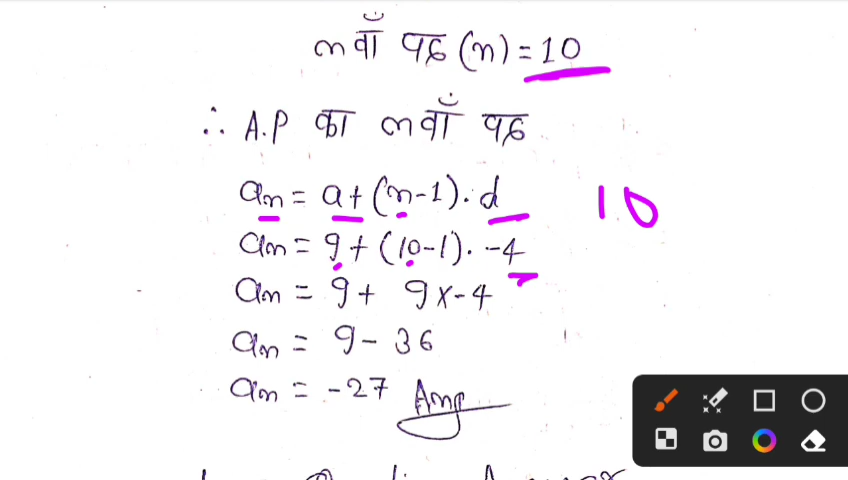 nवाँ पद (n) = 10
∴ A.P का nवाँ पद
an = a + (n-1). d
10
an = 9 + (10-1). -4
an = 9 + 9x-4
an = 9 - 36
an = -27 Ans